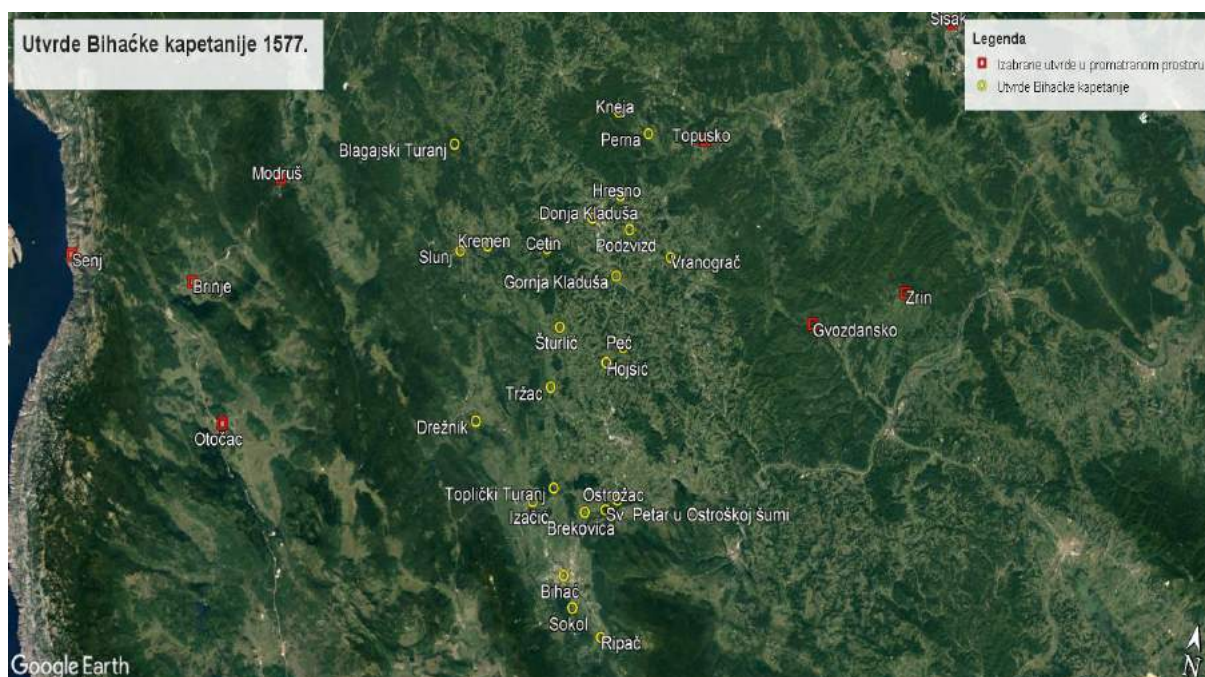 Utvrde Bihaćke kapetanije 1577.
Sisak
Legenda
Izabrane utvrde u promatranom prostoru
Utvrde Bihaćke kapetanije
Kneja
Perna
Topusko
Blagajski Turanj
Modruš
Hresno
Donja Kladuša
Podzvizd
Kremen
Cetin
Slunj
Vranograč
Senj
Gornja Kladuša
Brinje
Zrin
Gvozdansko
Šturlić
Peć
Hojsić
Tržac
Drežnik
Otočac
Toplički Turanj
Ostrožac
Izačić
Sv. Petar u Ostroškoj šumi
Brekovica
Bihać
Sokol
Ripač
Google Earth
N